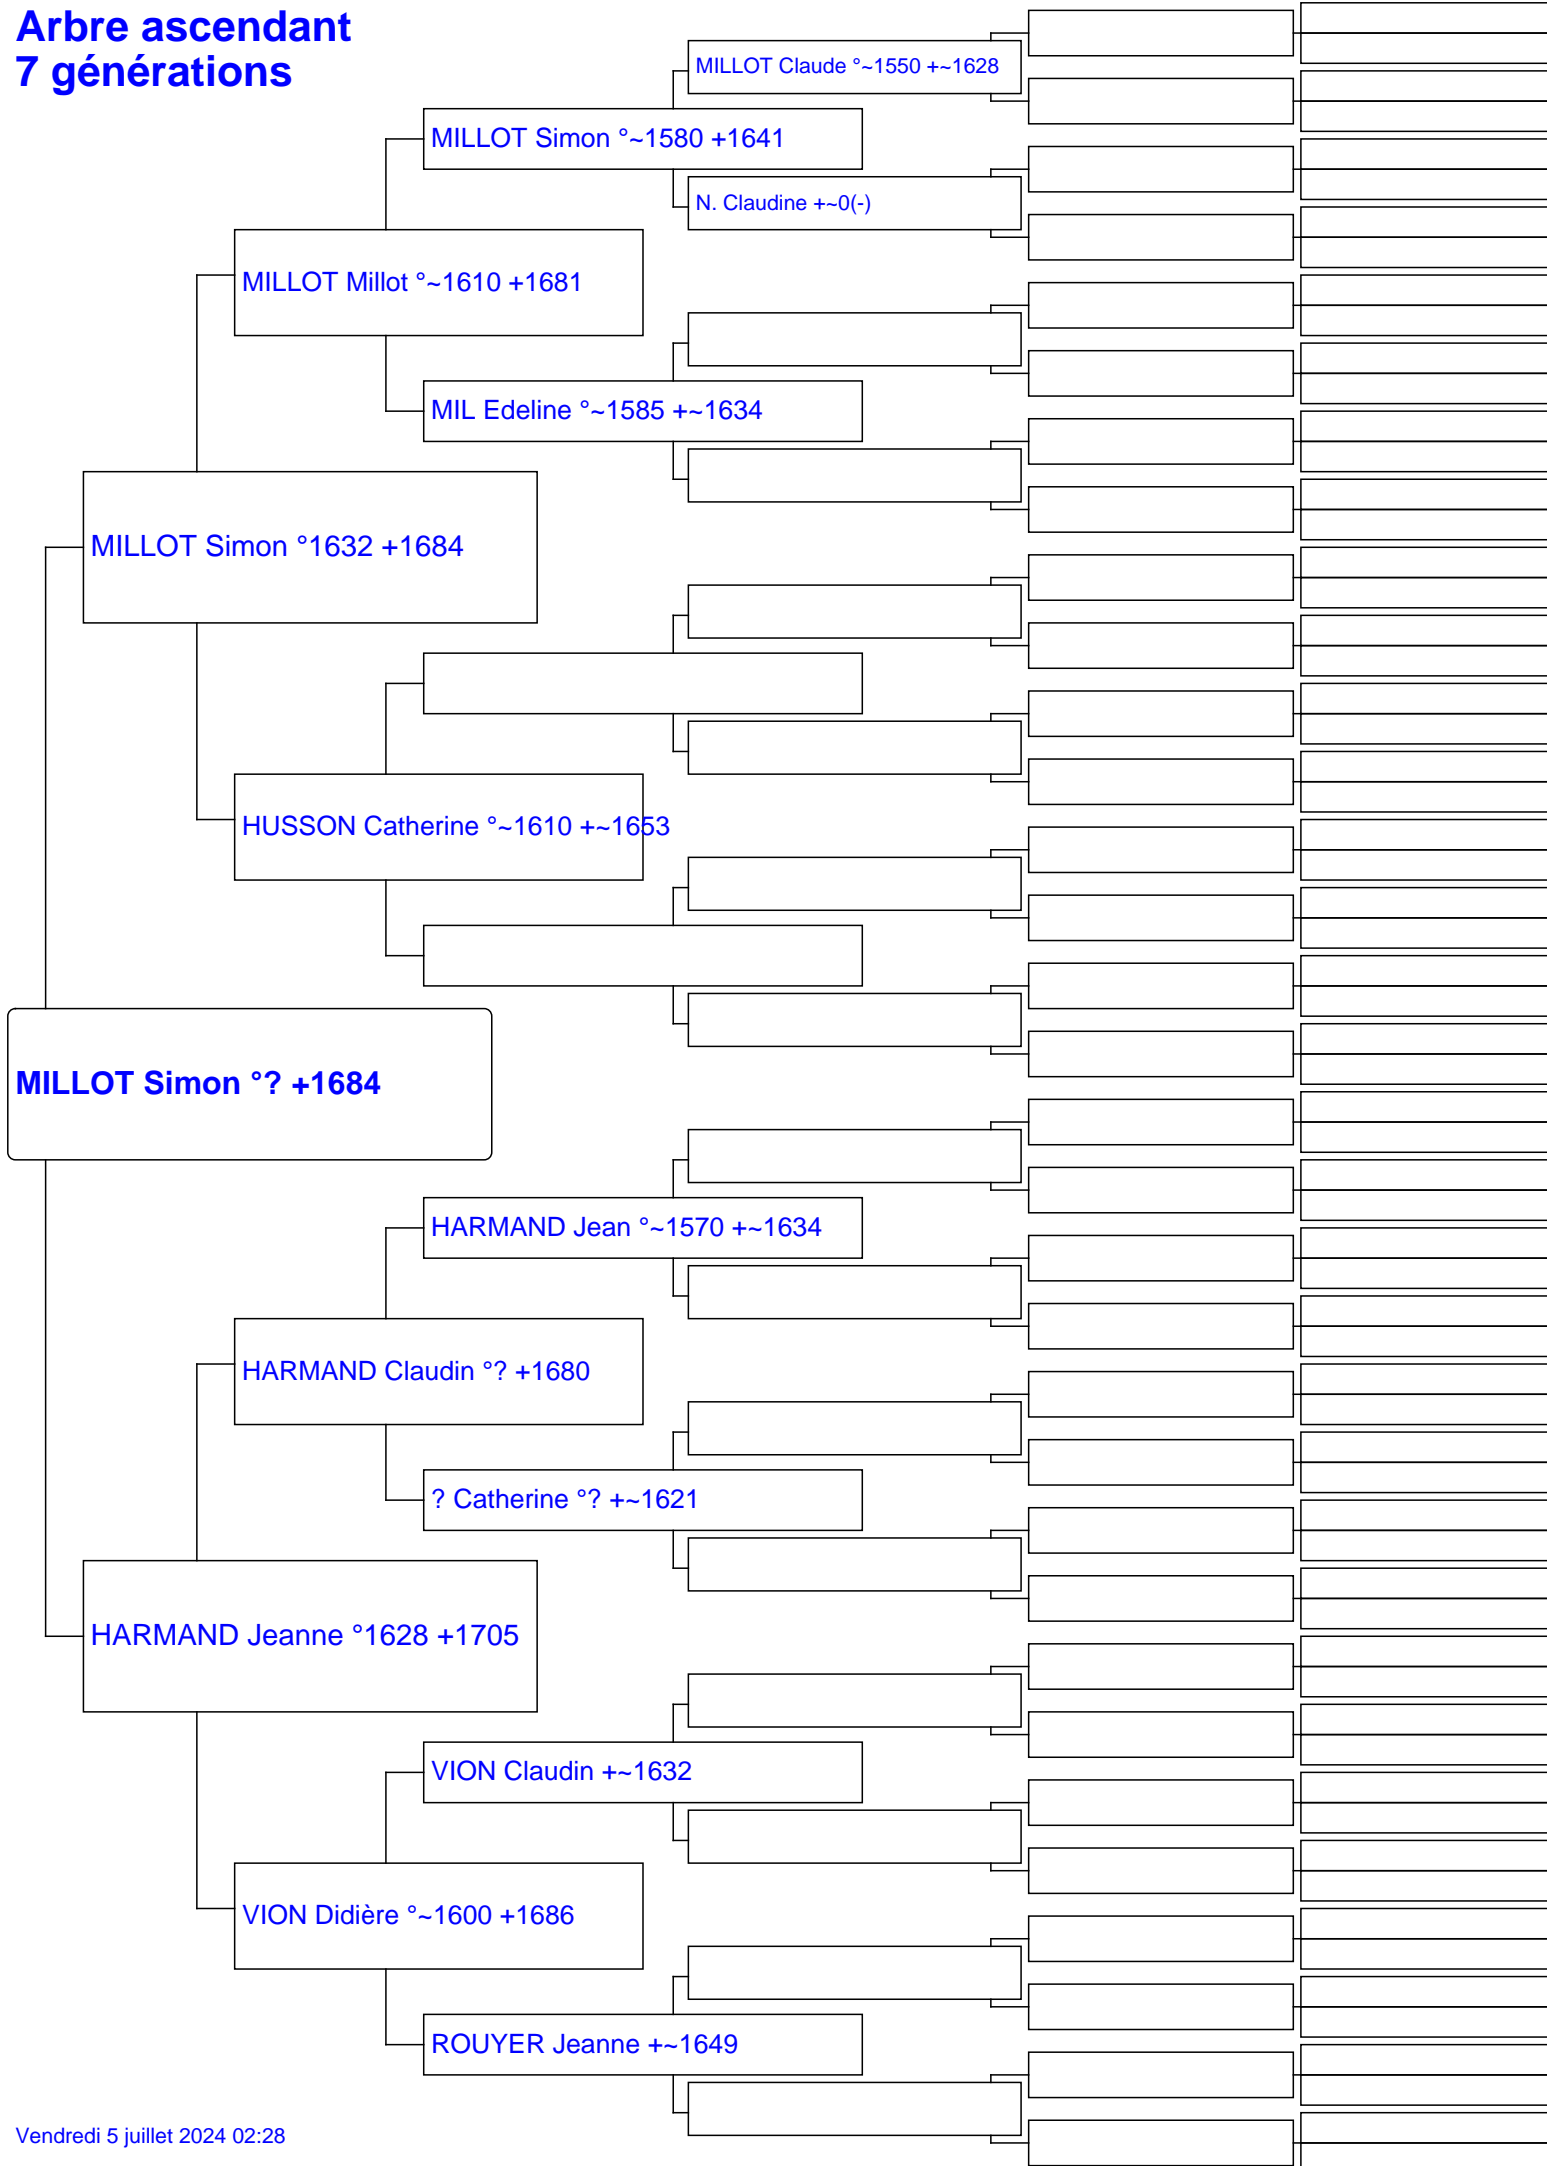 Arbre ascendant
7 générations
MILLOT Claude °~1550 +~1628
MILLOT Simon °~1580 +1641
N. Claudine +~0(-)
MILLOT Millot °~1610 +1681
MIL Edeline °~1585 +~1634
MILLOT Simon °1632 +1684
HUSSON Catherine °~1610 +~1653
MILLOT Simon °? +1684
HARMAND Jean °~1570 +~1634
HARMAND Claudin °? +1680
? Catherine °? +~1621
HARMAND Jeanne °1628 +1705
VION Claudin +~1632
VION Didière °~1600 +1686
ROUYER Jeanne +~1649
Vendredi 5 juillet 2024 02:28